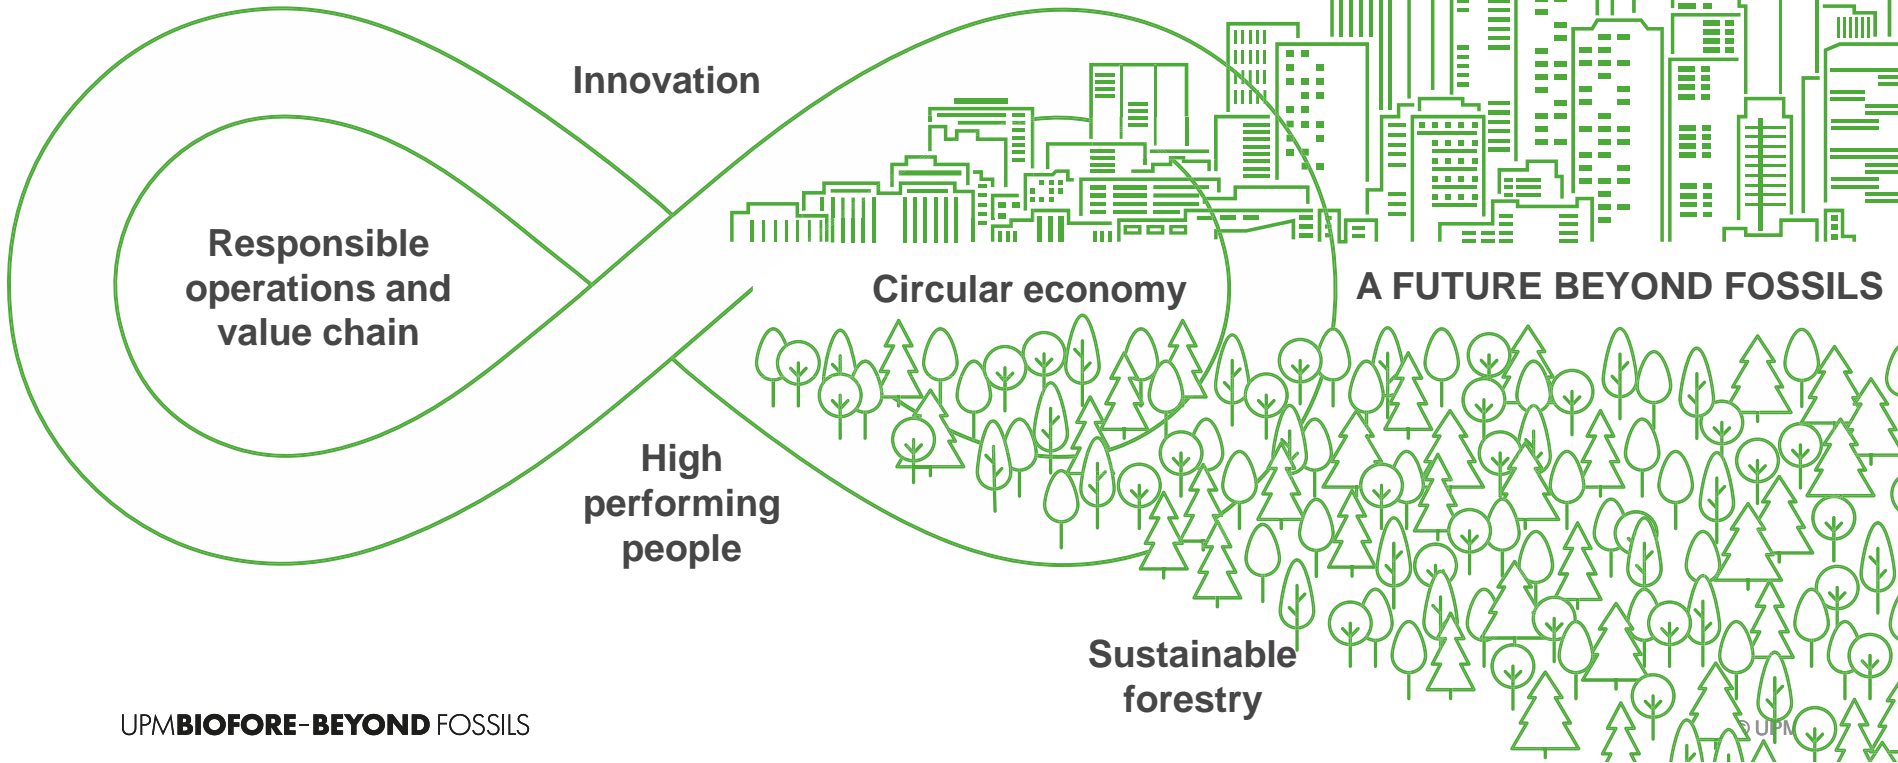 Innovation
Responsible
operations and
value chain
Circular economy
A FUTURE BEYOND FOSSILS
High
performing
people
Sustainable
forestry
UPMBIOFORE–BEYOND FOSSILS
© UPM